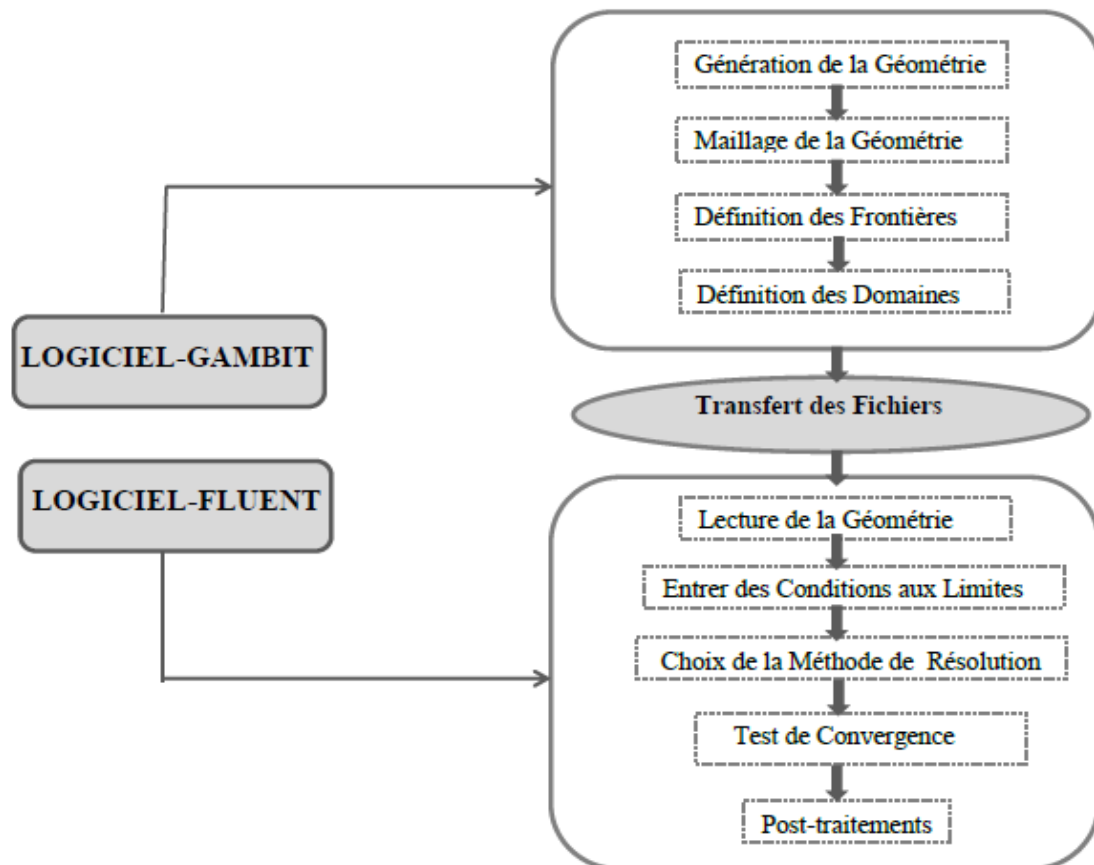 Génération de la Géométrie
Maillage de la Géométrie
Définition des Frontières
Définition des Domaines
LOGICIEL-GAMBIT
Transfert des Fichiers
LOGICIEL-FLUENT
Lecture de la Géométrie
Entrer des Conditions aux Limites
Choix de la Méthode de Résolution
Test de Convergence
Post-traitements